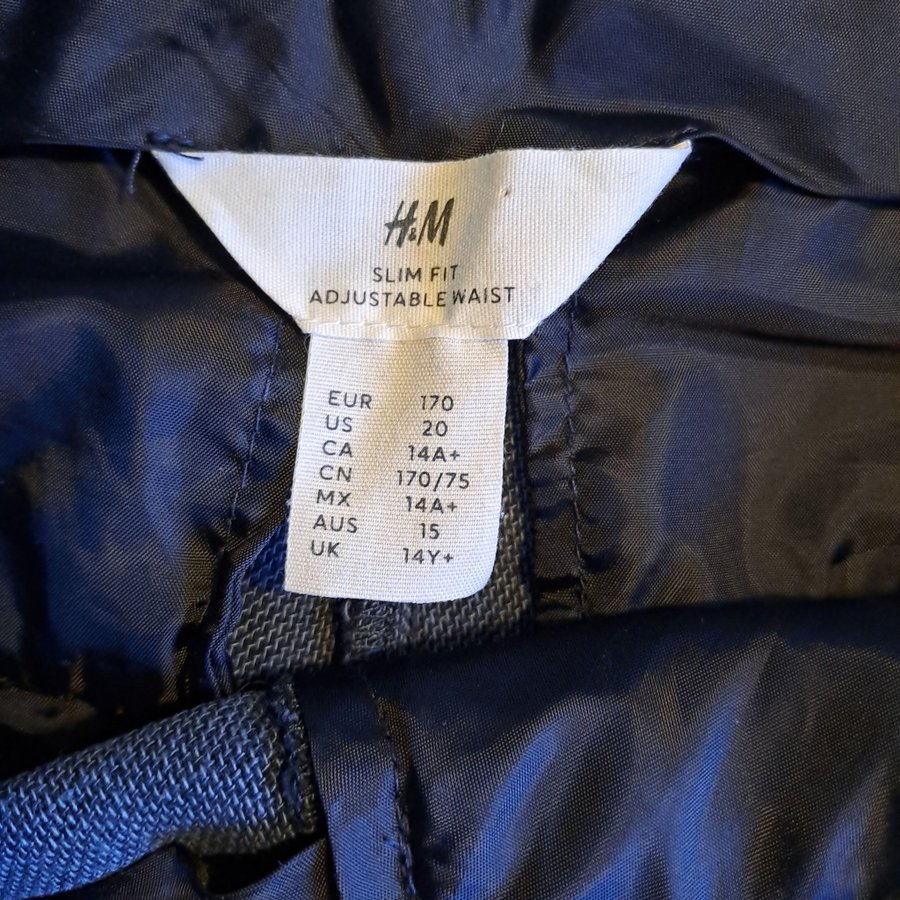 H&M
SLIM FIT
ADJUSTABLE WAIST
EUR 170
US 20
CA 14A+
CN 170/75
MX 14A+
AUS 15
UK 14Y+